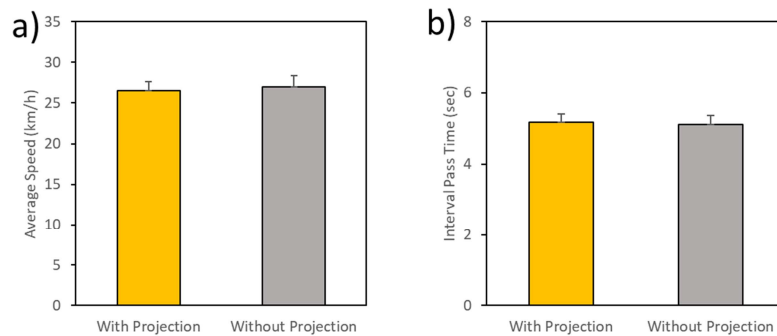 a)
Average Speed (km/h)
35
30
25
20
15
10
5
0
With Projection
Without Projection
b)
Interval Pass Time (sec)
8
6
4
2
0
With Projection
Without Projection